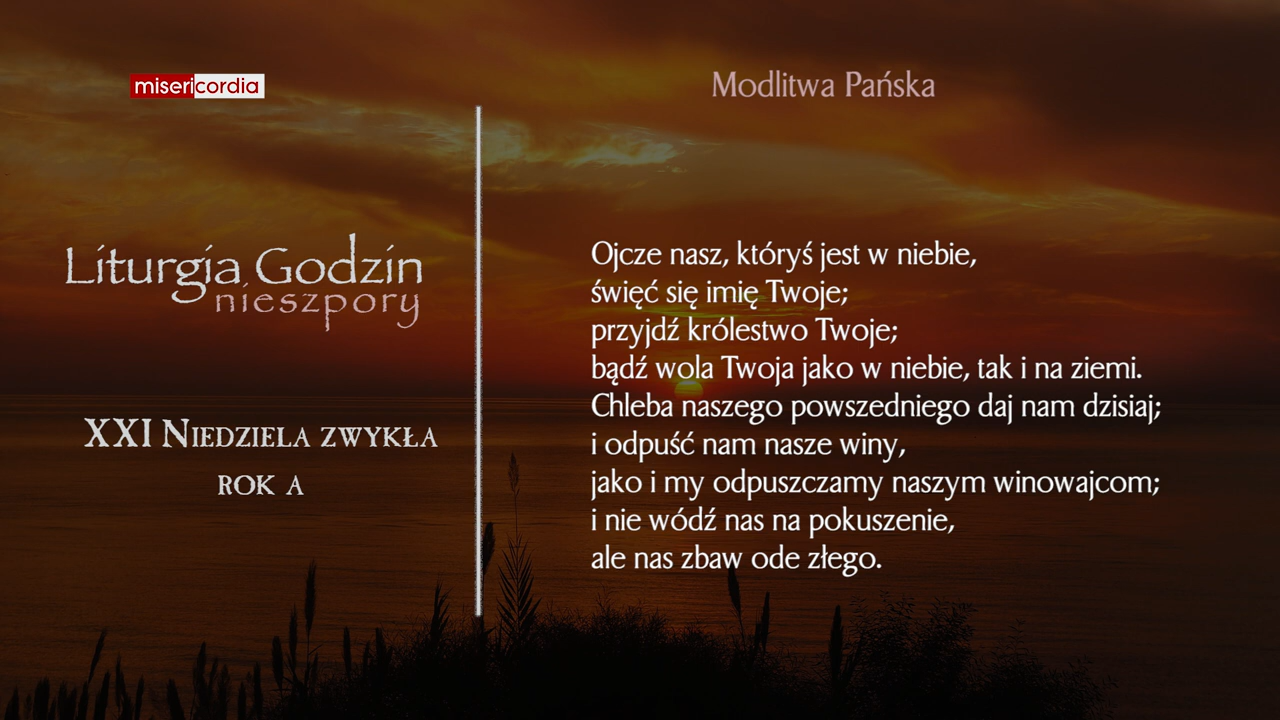 misericordia
Liturgia Godzin
nieszpory
XXI Niedziela zwykła
rok A
Modlitwa Pańska
Ojcze nasz, któryś jest w niebie,
święć się imię Twoje;
przyjdź królestwo Twoje;
bądź wola Twoja jako w niebie, tak i na ziemi.
Chleba naszego powszedniego daj nam dzisiaj;
i odpuść nam nasze winy,
jako i my odpuszczamy naszym winowajcom;
i nie wódź nas na pokuszenie,
ale nas zbaw ode złego.